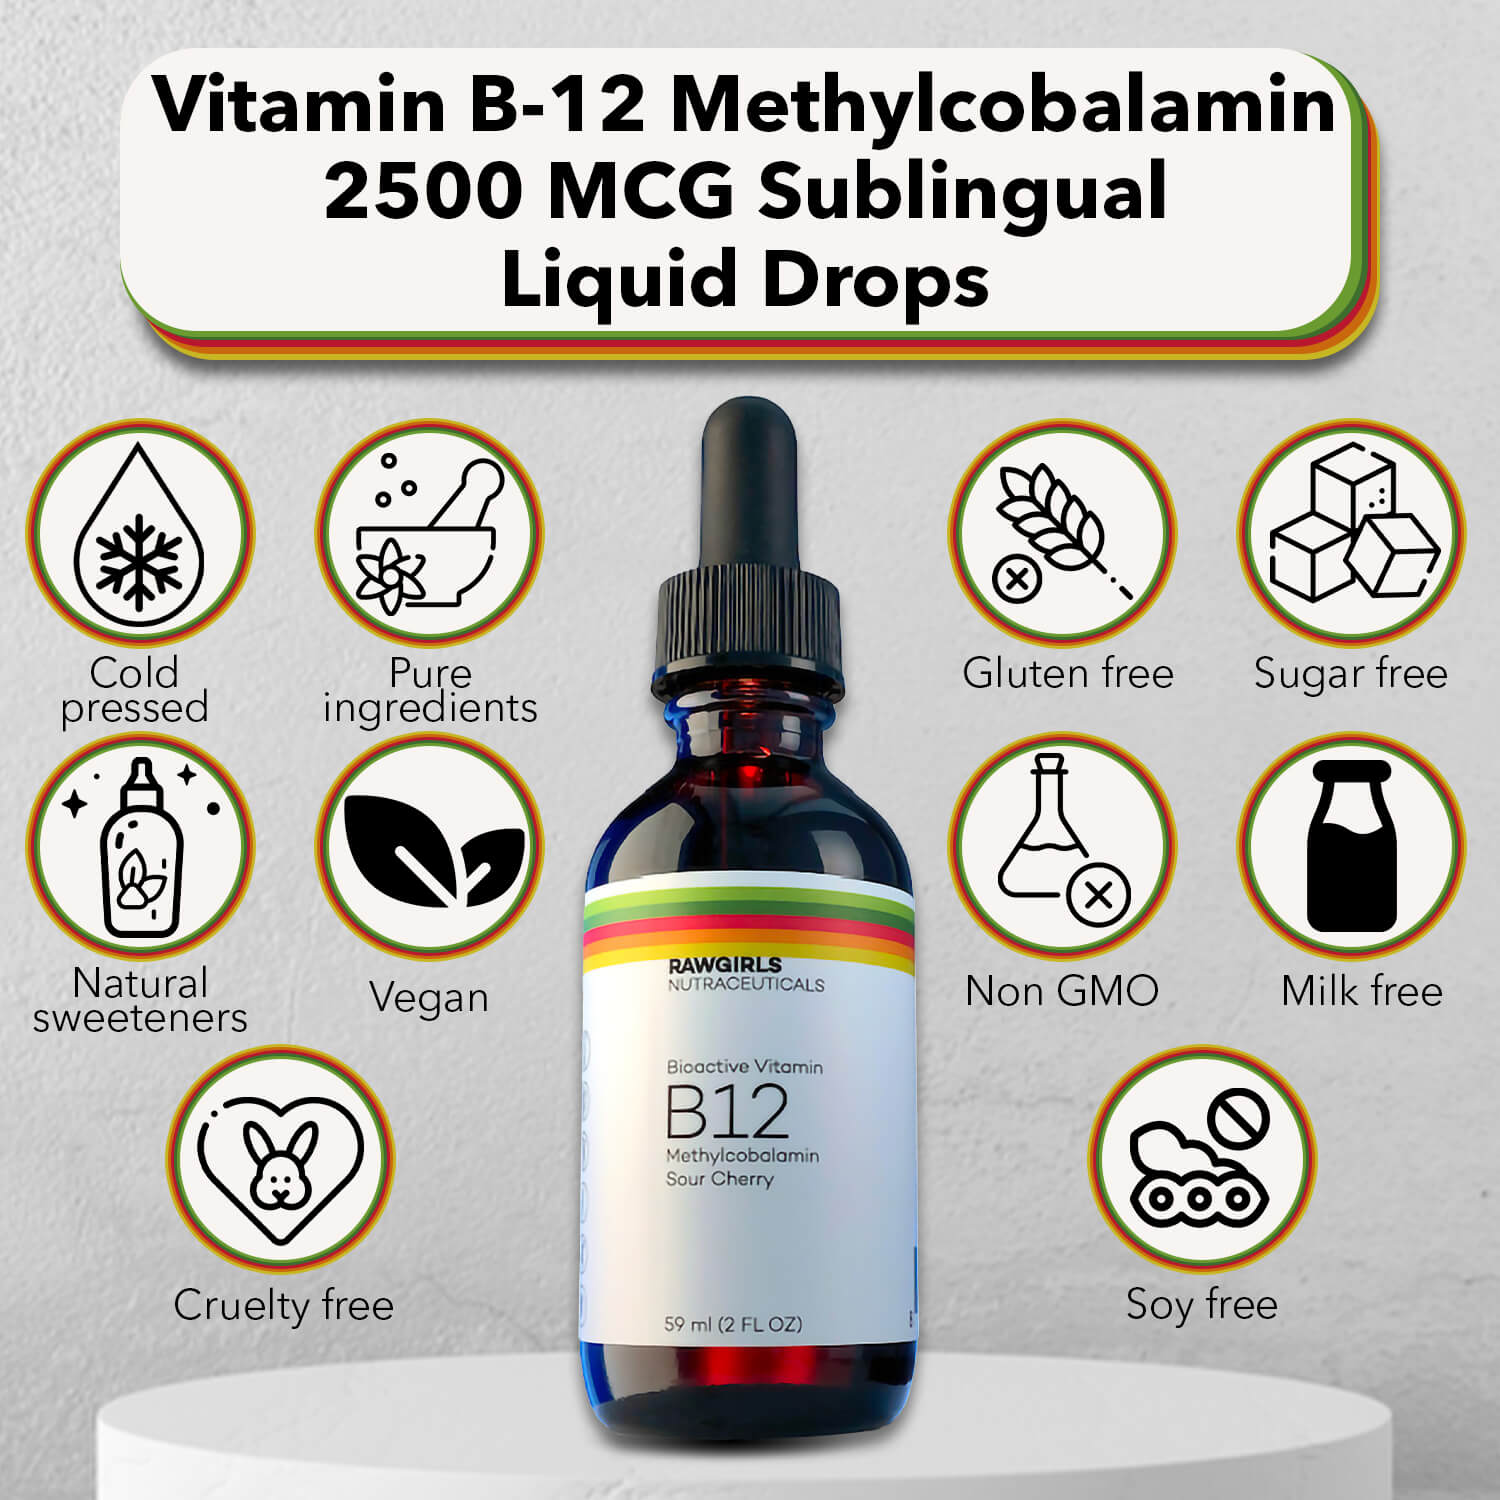 Vitamin B-12 Methylcobalamin
2500 MCG Sublingual
Liquid Drops
Cold
pressed
Pure
ingredients
Gluten free
Sugar free
Natural
sweeteners
Vegan
Non GMO
Milk free
Cruelty free
Soy free
RAWGIRLS
NUTRACEUTICALS
Bioactive Vitamin
B12
Methylcobalamin
Sour Cherry
59 ml (2 FL OZ)